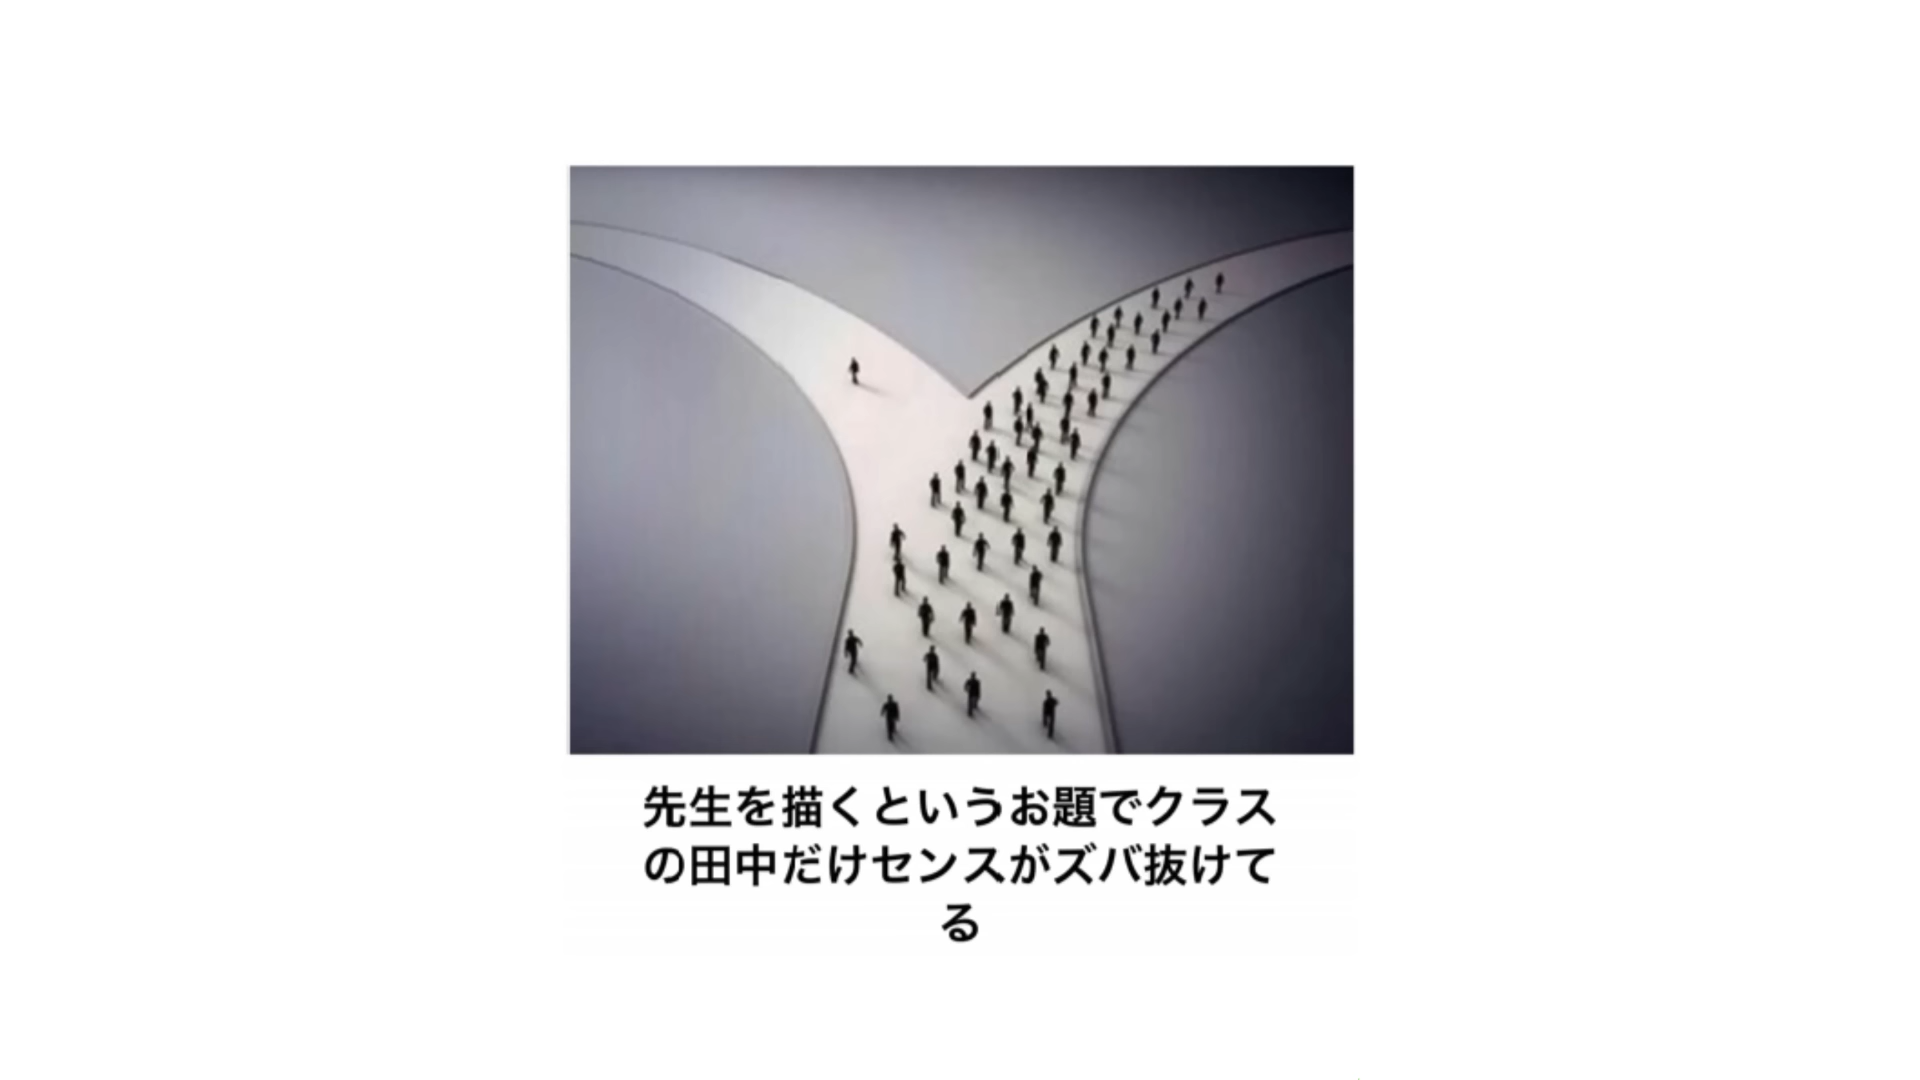 先生を描くというお題でクラス
の田中だけセンスがズバ抜けて
る